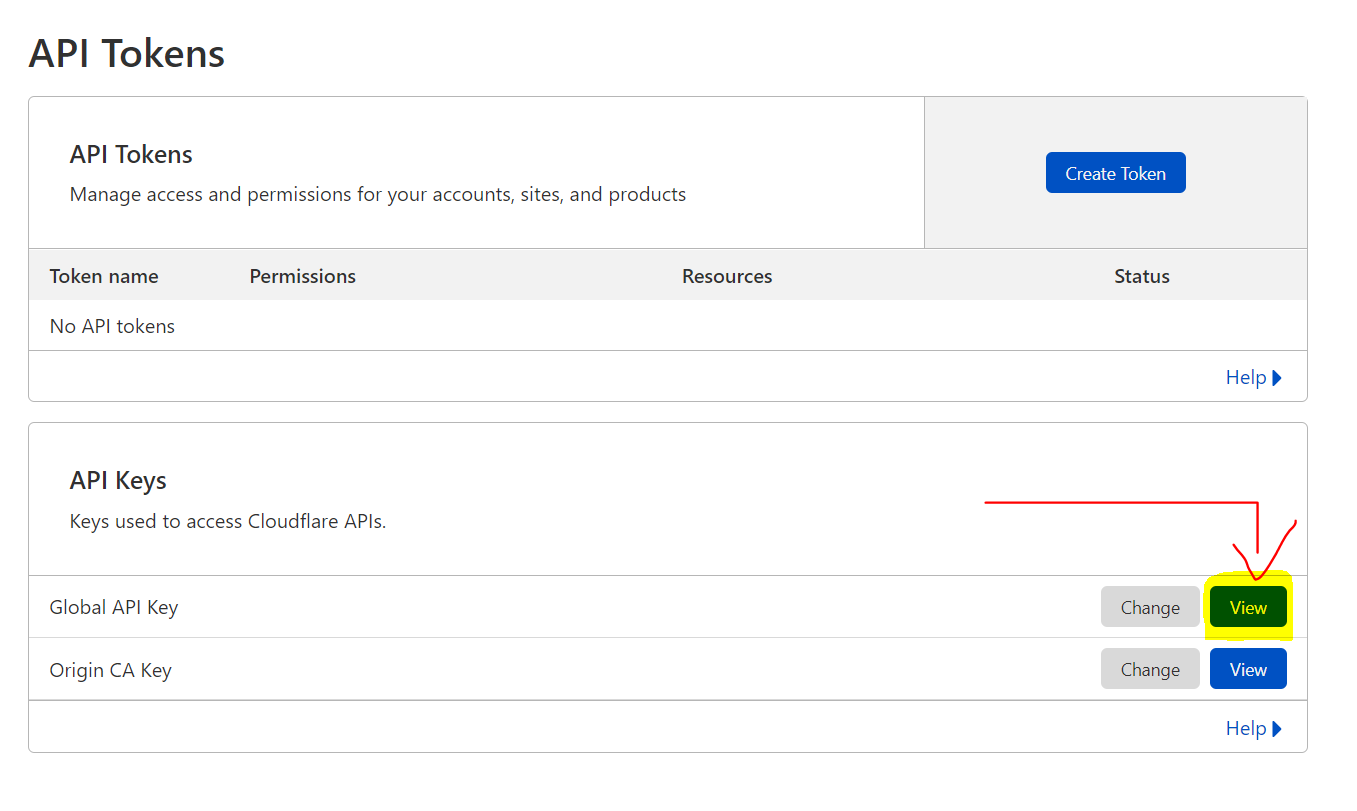 API Tokens
API Tokens
Manage access and permissions for your accounts, sites, and products
Create Token
Token name Permissions Resources Status
No API tokens
Help
API Keys
Keys used to access Cloudflare APIs.
Global API Key Change View
Origin CA Key Change View
Help